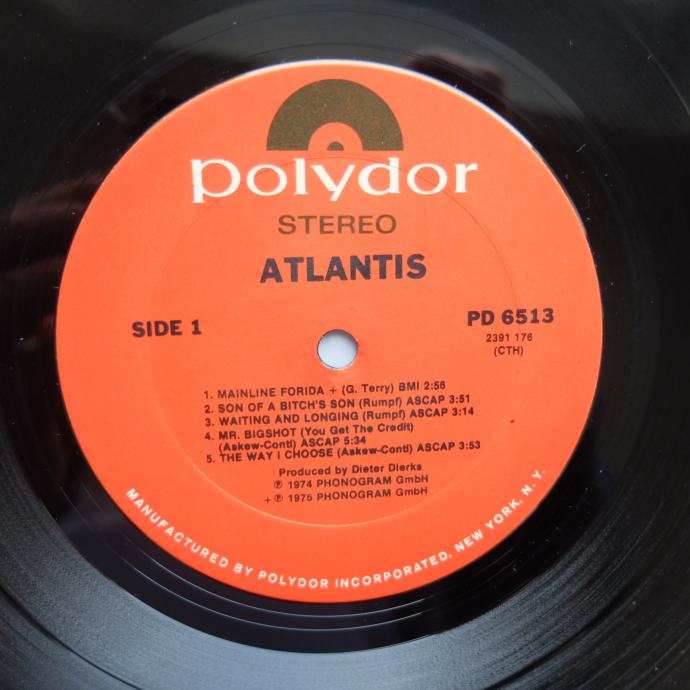 polydor
STEREO
ATLANTIS
SIDE 1
PD 6513
2391 176
(CTH)
1. MAINLINE FORIDA + (G. Terry) BMI 2:56
2. SON OF A BITCH'S SON (Rumpf) ASCAP 3:51
3. WAITING AND LONGING (Rumpf) ASCAP 3:14
4. MR. BIGSHOT (You Get The Credit)
(Askew-Conti) ASCAP 5:34
5. THE WAY I CHOOSE (Askew-Conti) ASCAP 3:53
Produced by Dieter Dierks
℗ 1974 PHONOGRAM GmbH
+ ℗ 1975 PHONOGRAM GmbH
MANUFACTURED BY POLYDOR INCORPORATED, NEW YORK, N. Y.